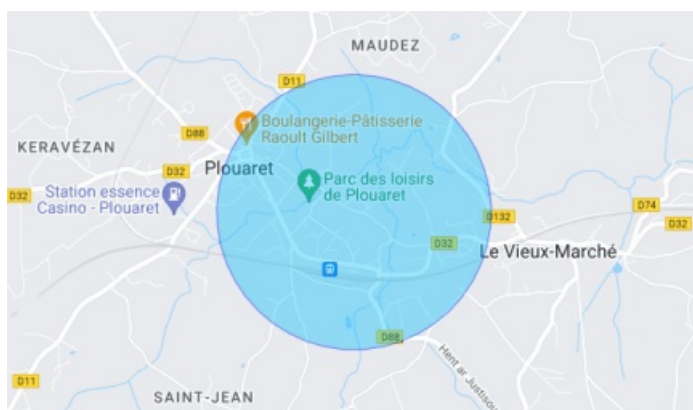 MAUDEZ
D11
Boulangerie-Pâtisserie
Raoult Gilbert
D88
KERAVÉZAN
Plouaret
D32
D32
Parc des loisirs
de Plouaret
Station essence
Casino - Plouaret
D132
D74
D32
D32
Le Vieux-Marché
D88
Hent ar Justisou
D11
SAINT-JEAN